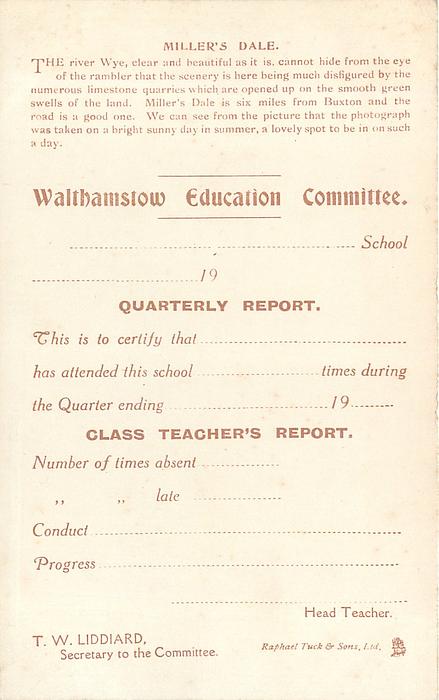 MILLER'S DALE.
THE river Wye, clear and beautiful as it is, cannot hide from the eye
of the rambler that the scenery is here being much disfigured by the
numerous limestone quarries which are opened up on the smooth green
swells of the land. Miller's Dale is six miles from Buxton and the
road is a good one. We can see from the picture that the photograph
was taken on a bright sunny day in summer, a lovely spot to be in on such
a day.
Walthamstow Education Committee.
School
19
QUARTERLY REPORT.
This is to certify that
has attended this school times during
the Quarter ending 19
CLASS TEACHER'S REPORT.
Number of times absent
,, ,, late
Conduct
Progress
Head Teacher.
T. W. LIDDIARD,
Secretary to the Committee.
Raphael Tuck & Sons, Ltd.